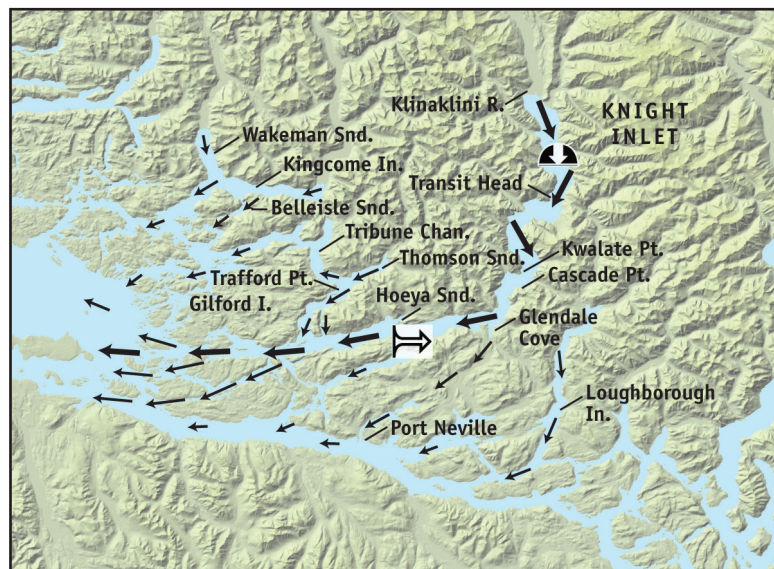 Klinaklini R.
KNIGHT
INLET
Wakeman Snd.
Kingcome In.
Transit Head
Belleisle Snd.
Tribune Chan.
Kwalate Pt.
Thomson Snd.
Trafford Pt.
Cascade Pt.
Gilford I.
Hoeya Snd.
Glendale
Cove
Loughborough
In.
Port Neville